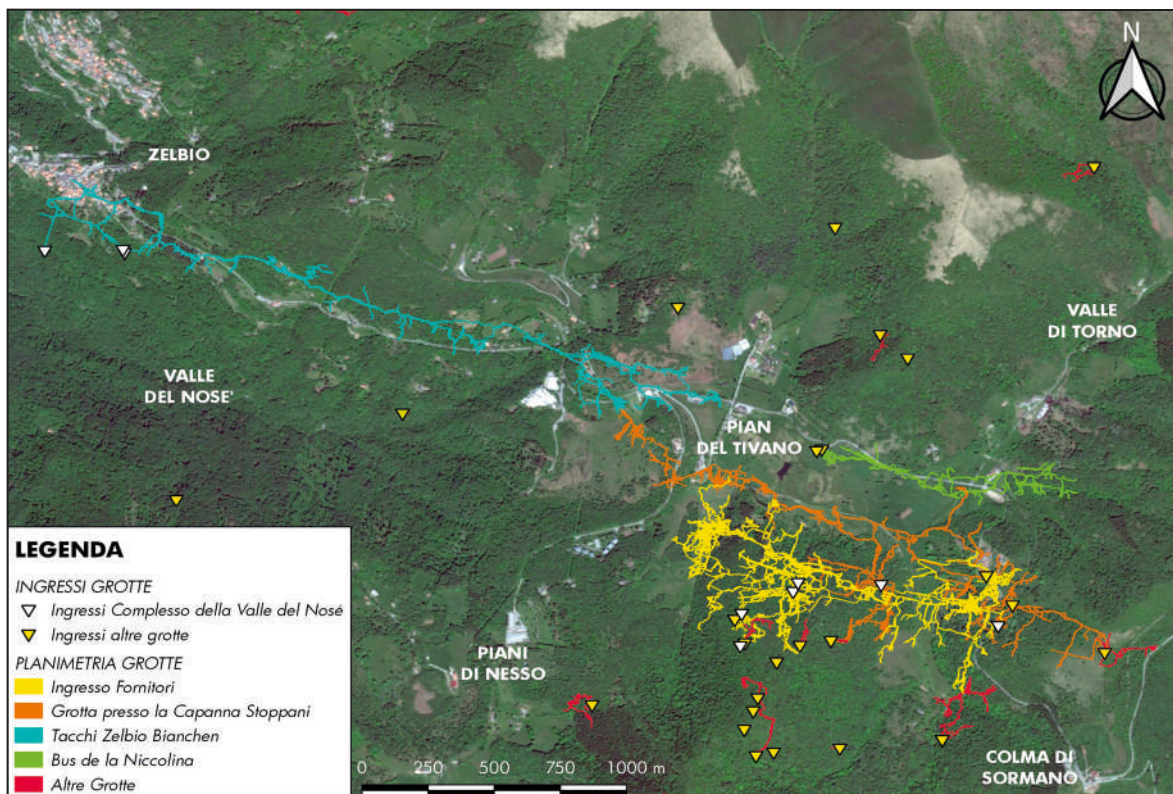 N
ZELBIO
VALLE
DI TORNO
VALLE
DEL NOSE'
PIAN
DEL TIVANO
PIANI
DI NESSO
COLMA DI
SORMANO
LEGENDA
INGRESSI GROTTE
Ingressi Complesso della Valle del Nosé
Ingressi altre grotte
PLANIMETRIA GROTTE
Ingresso Fornitori
Grotta presso la Capanna Stoppani
Tacchi Zelbio Bianchen
Bus de la Niccolina
Altre Grotte
0 250 500 750 1000 m